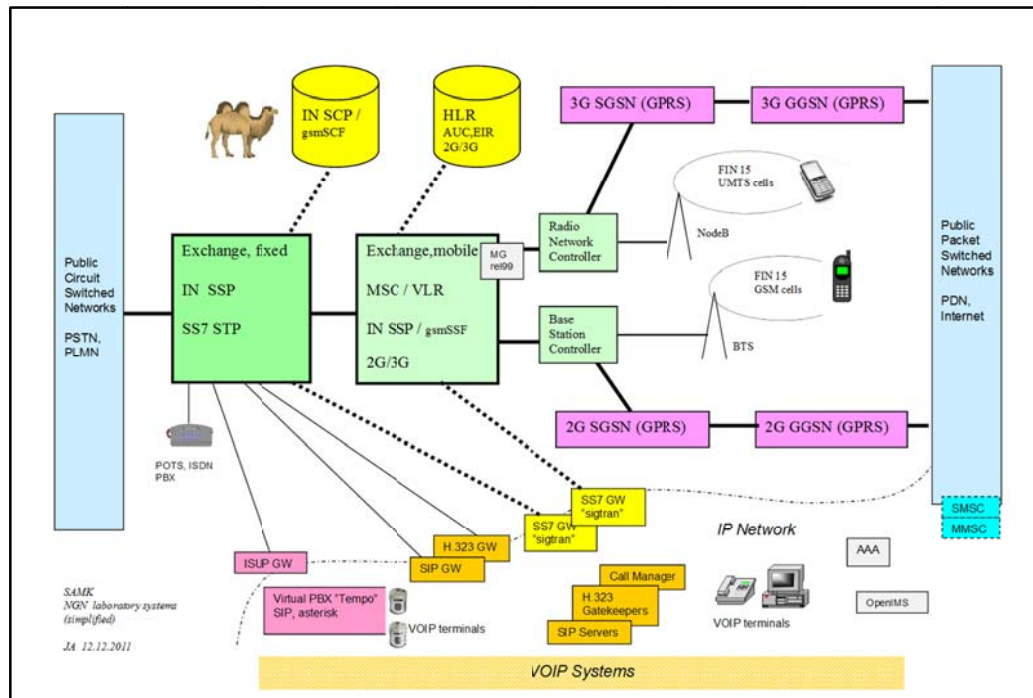 IN SCP /
gsmSCF
HLR
AUC,EIR
2G/3G
3G SGSN (GPRS)
3G GGSN (GPRS)
Public
Circuit
Switched
Networks
PSTN,
PLMN
Exchange, fixed
IN SSP
SS7 STP
Exchange,mobile
MSC / VLR
IN SSP / gsmSSF
2G/3G
MG
rel99
Radio
Network
Controller
FIN 15
UMTS cells
NodeB
Base
Station
Controller
FIN 15
GSM cells
BTS
Public
Packet
Switched
Networks
PDN,
Internet
2G SGSN (GPRS)
2G GGSN (GPRS)
POTS, ISDN
PBX
SS7 GW
"sigtran"
SS7 GW
"sigtran"
SMSC
MMSC
IP Network
H.323 GW
SIP GW
ISUP GW
AAA
Virtual PBX "Tempo"
SIP, asterisk
VOIP terminals
Call Manager
H.323
Gatekeepers
SIP Servers
VOIP terminals
OpenIMS
SAMK
NGN laboratory systems
(simplified)
JA 12.12.2011
VOIP Systems